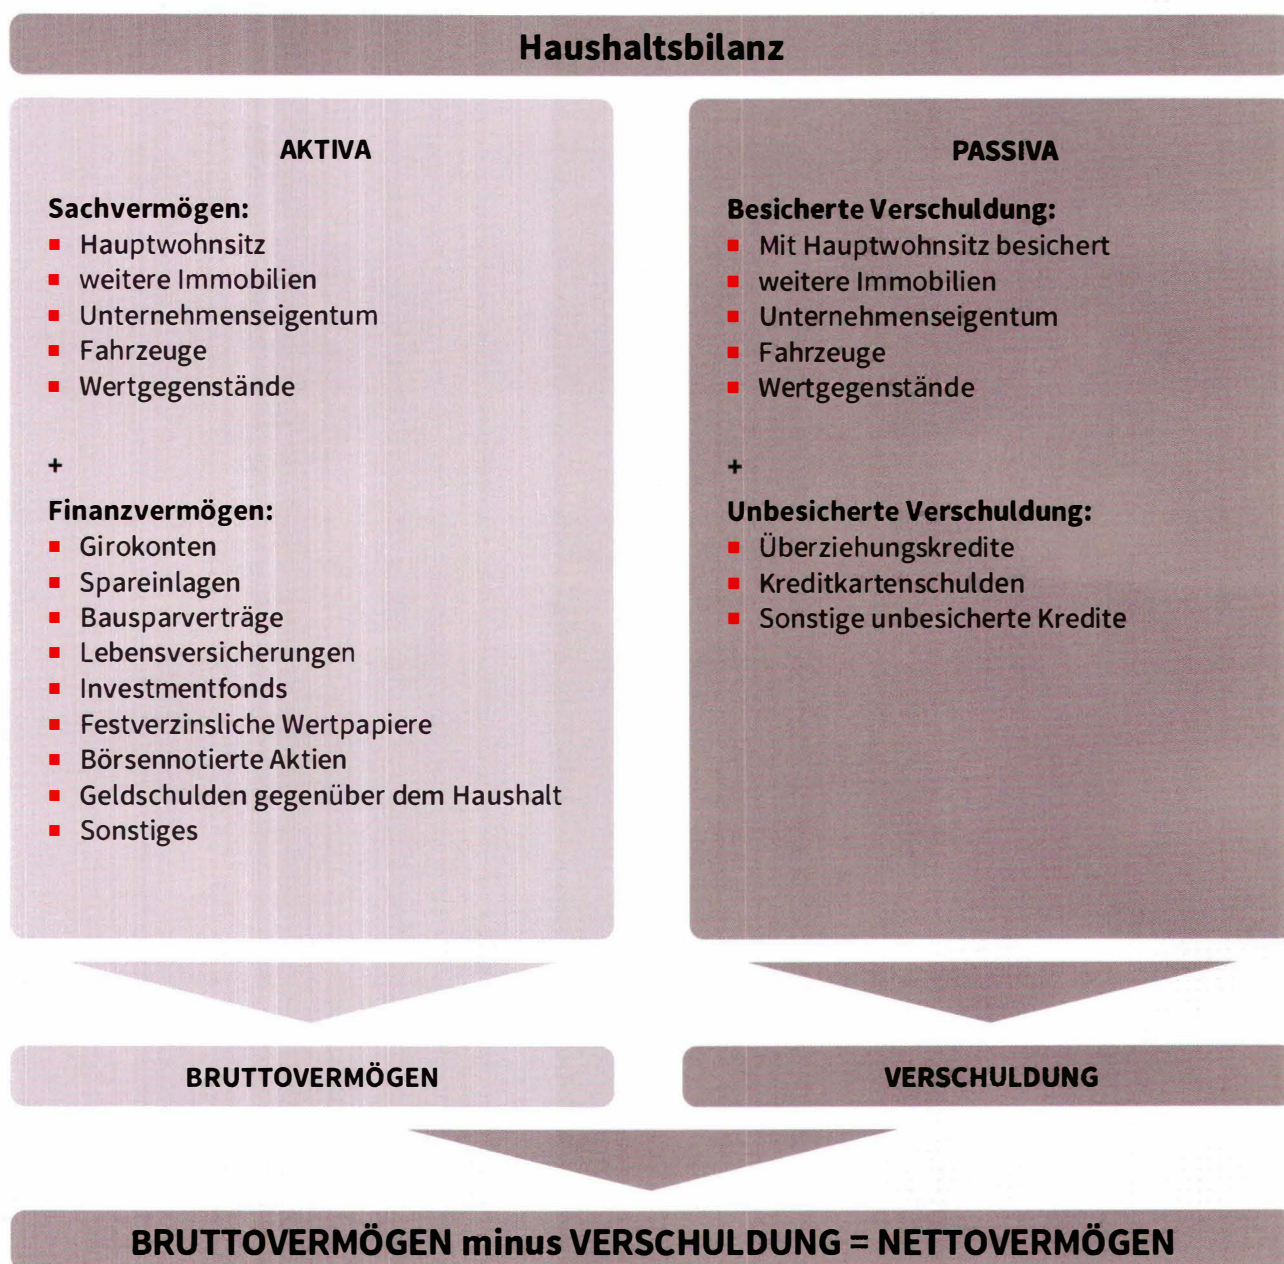 Haushaltsbilanz
AKTIVA
Sachvermögen:
▪ Hauptwohnsitz
▪ weitere Immobilien
▪ Unternehmenseigentum
▪ Fahrzeuge
▪ Wertgegenstände
+
Finanzvermögen:
▪ Girokonten
▪ Spareinlagen
▪ Bausparverträge
▪ Lebensversicherungen
▪ Investmentfonds
▪ Festverzinsliche Wertpapiere
▪ Börsennotierte Aktien
▪ Geldschulden gegenüber dem Haushalt
▪ Sonstiges
PASSIVA
Besicherte Verschuldung:
▪ Mit Hauptwohnsitz besichert
▪ weitere Immobilien
▪ Unternehmenseigentum
▪ Fahrzeuge
▪ Wertgegenstände
+
Unbesicherte Verschuldung:
▪ Überziehungskredite
▪ Kreditkartenschulden
▪ Sonstige unbesicherte Kredite
BRUTTOVERMÖGEN
VERSCHULDUNG
BRUTTOVERMÖGEN minus VERSCHULDUNG = NETTOVERMÖGEN